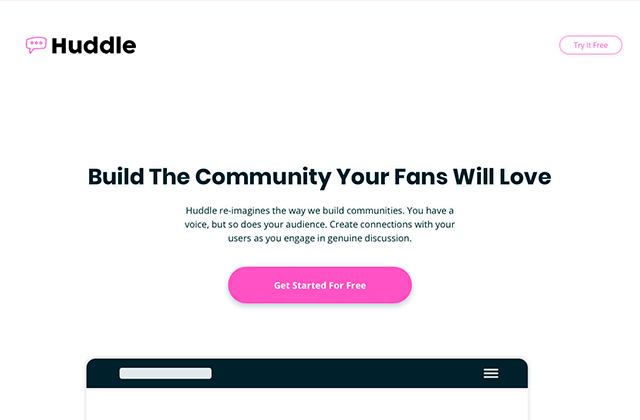 Huddle
Try It Free
Build The Community Your Fans Will Love
Huddle re-imagines the way we build communities. You have a
voice, but so does your audience. Create connections with your
users as you engage in genuine discussion.
Get Started For Free